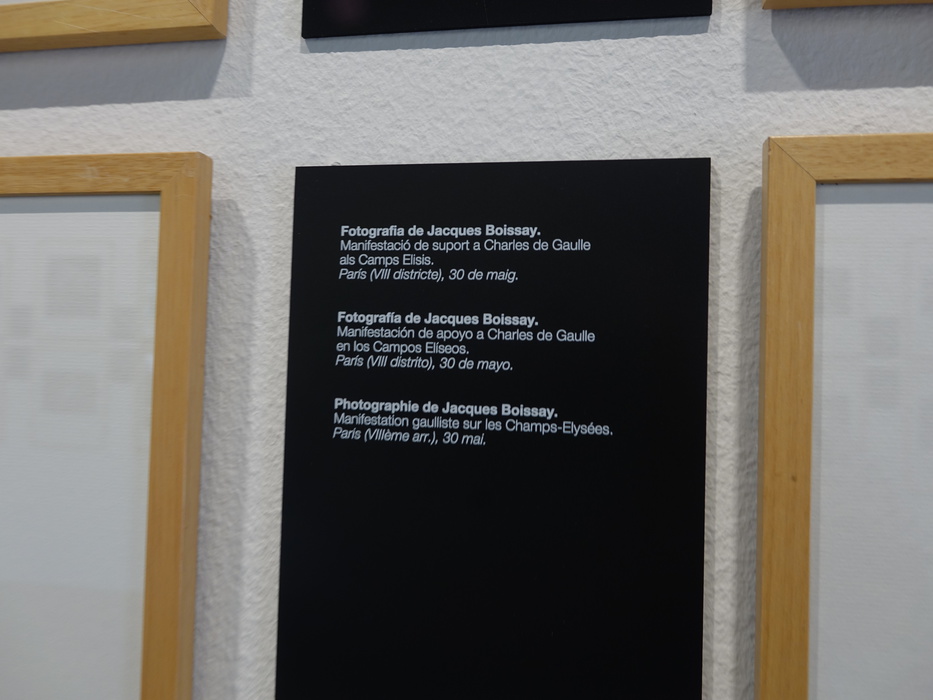 Fotografia de Jacques Boissay.
Manifestació de suport a Charles de Gaulle
als Camps Elisis.
París (VIII districte), 30 de maig.
Fotografía de Jacques Boissay.
Manifestación de apoyo a Charles de Gaulle
en los Campos Elíseos.
París (VIII distrito), 30 de mayo.
Photographie de Jacques Boissay.
Manifestation gaulliste sur les Champs-Elysées.
París (VIIIème arr.), 30 mai.